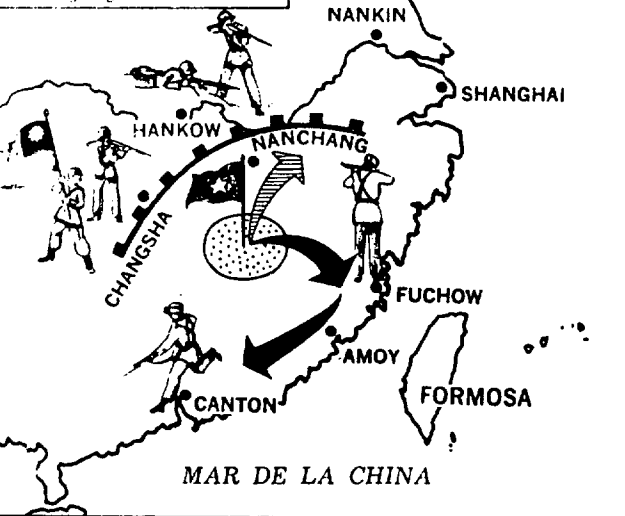 NANKIN
SHANGHAI
HANKOW
NANCHANG
CHANGSHA
FUCHOW
AMOY
FORMOSA
CANTON
MAR DE LA CHINA